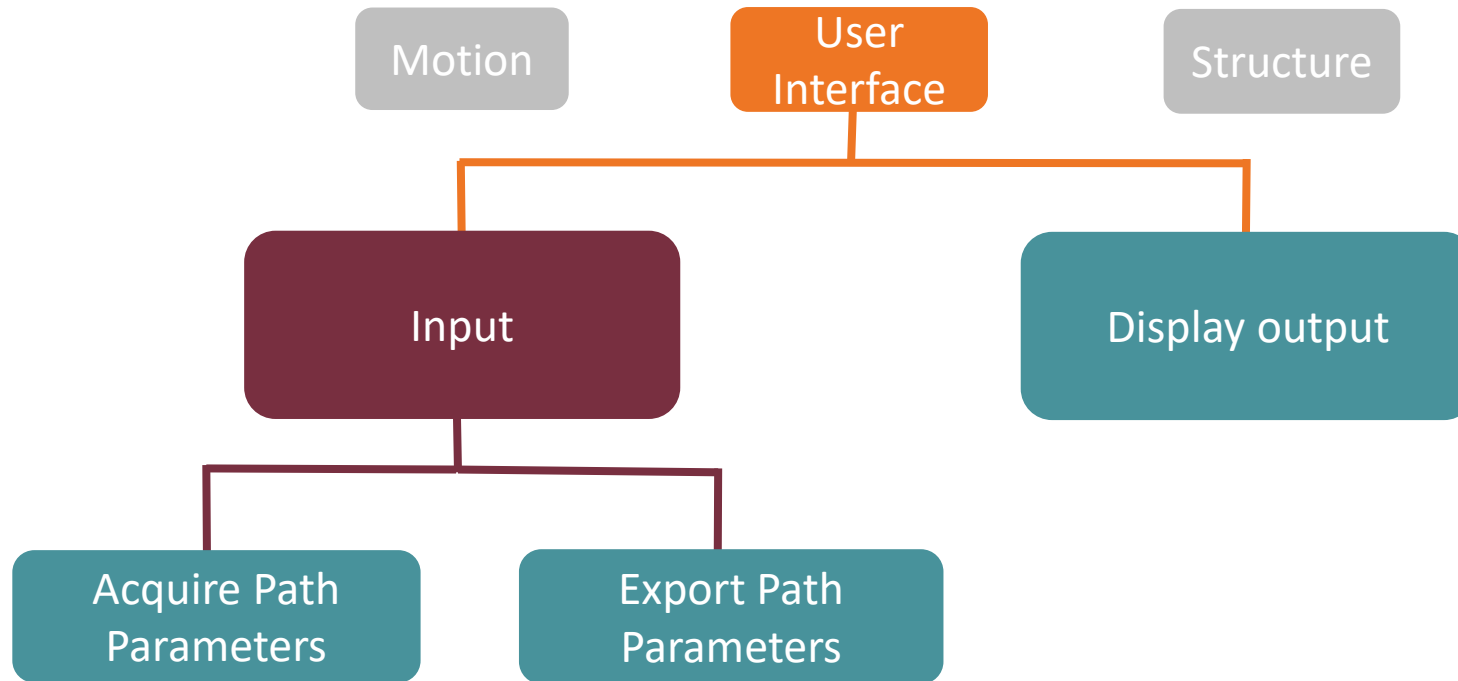 Motion
User
Interface
Structure
Input
Display output
Acquire Path
Parameters
Export Path
Parameters